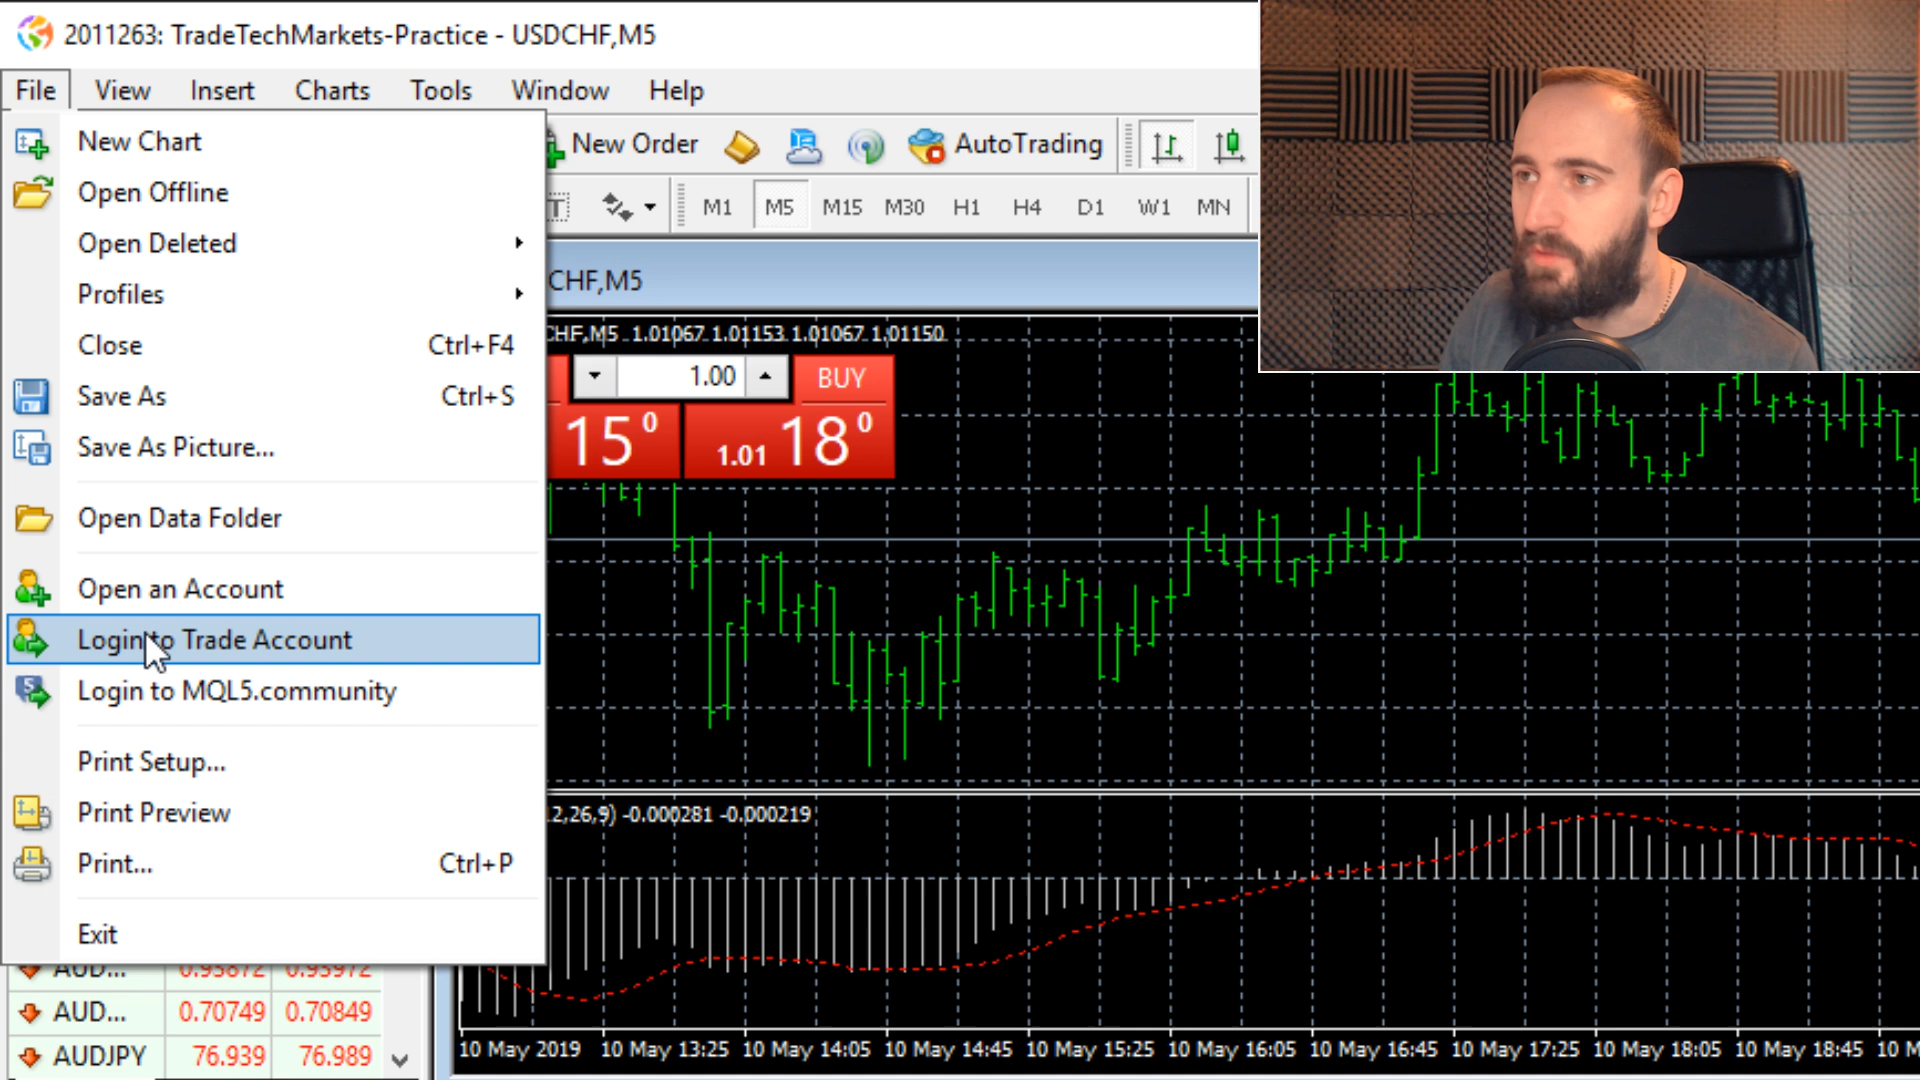 2011263: TradeTechMarkets-Practice - USDCHF,M5
File View Insert Charts Tools Window Help
New Chart
Open Offline
Open Deleted
Profiles
Close Ctrl+F4
Save As Ctrl+S
Save As Picture...
Open Data Folder
Open an Account
Login to Trade Account
Login to MQL5.community
Print Setup...
Print Preview
Print... Ctrl+P
Exit
New Order AutoTrading
T M1 M5 M15 M30 H1 H4 D1 W1 MN
CHF,M5
CHF,M5 1.01067 1.01153 1.01067 1.01150
1.00 BUY
15 0 1.01 18 0
2,26,9) -0.000281 -0.000219
AUD... 0.95872 0.95972
AUD... 0.70749 0.70849
AUDJPY 76.939 76.989
10 May 2019 10 May 13:25 10 May 14:05 10 May 14:45 10 May 15:25 10 May 16:05 10 May 16:45 10 May 17:25 10 May 18:05 10 May 18:45 10 M